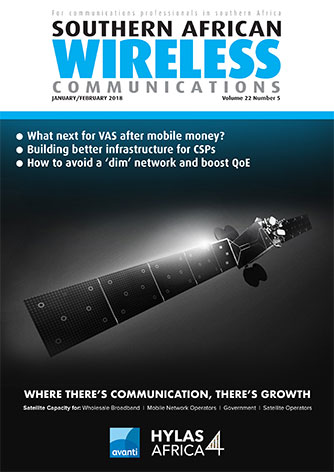 For communications professionals in southern Africa
SOUTHERN AFRICAN
WIRELESS
COMMUNICATIONS
JANUARY/FEBRUARY 2018 Volume 22 Number 5
● What next for VAS after mobile money?
● Building better infrastructure for CSPs
● How to avoid a ‘dim’ network and boost QoE
WHERE THERE'S COMMUNICATION, THERE'S GROWTH
Satellite Capacity for: Wholesale Broadband | Mobile Network Operators | Government | Satellite Operators
avanti
HYLAS
AFRICA 4